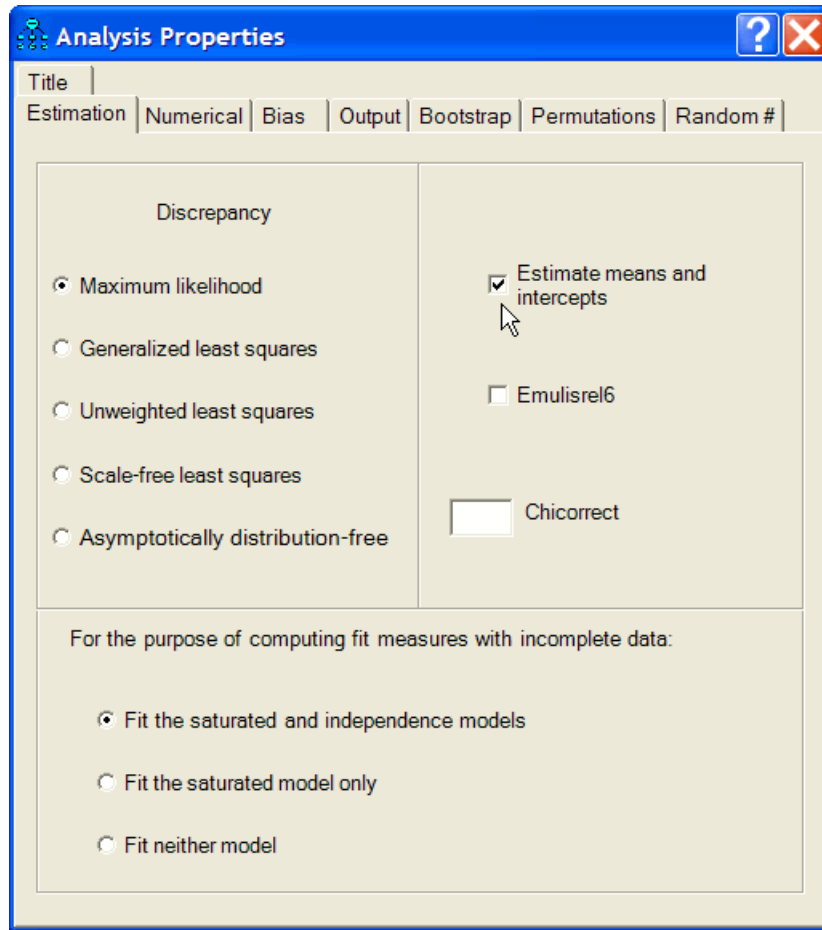 Analysis Properties
Title
Estimation Numerical Bias Output Bootstrap Permutations Random #
Discrepancy
Maximum likelihood
Generalized least squares
Unweighted least squares
Scale-free least squares
Asymptotically distribution-free
Estimate means and
intercepts
Emulisrel6
Chicorrect
For the purpose of computing fit measures with incomplete data:
Fit the saturated and independence models
Fit the saturated model only
Fit neither model